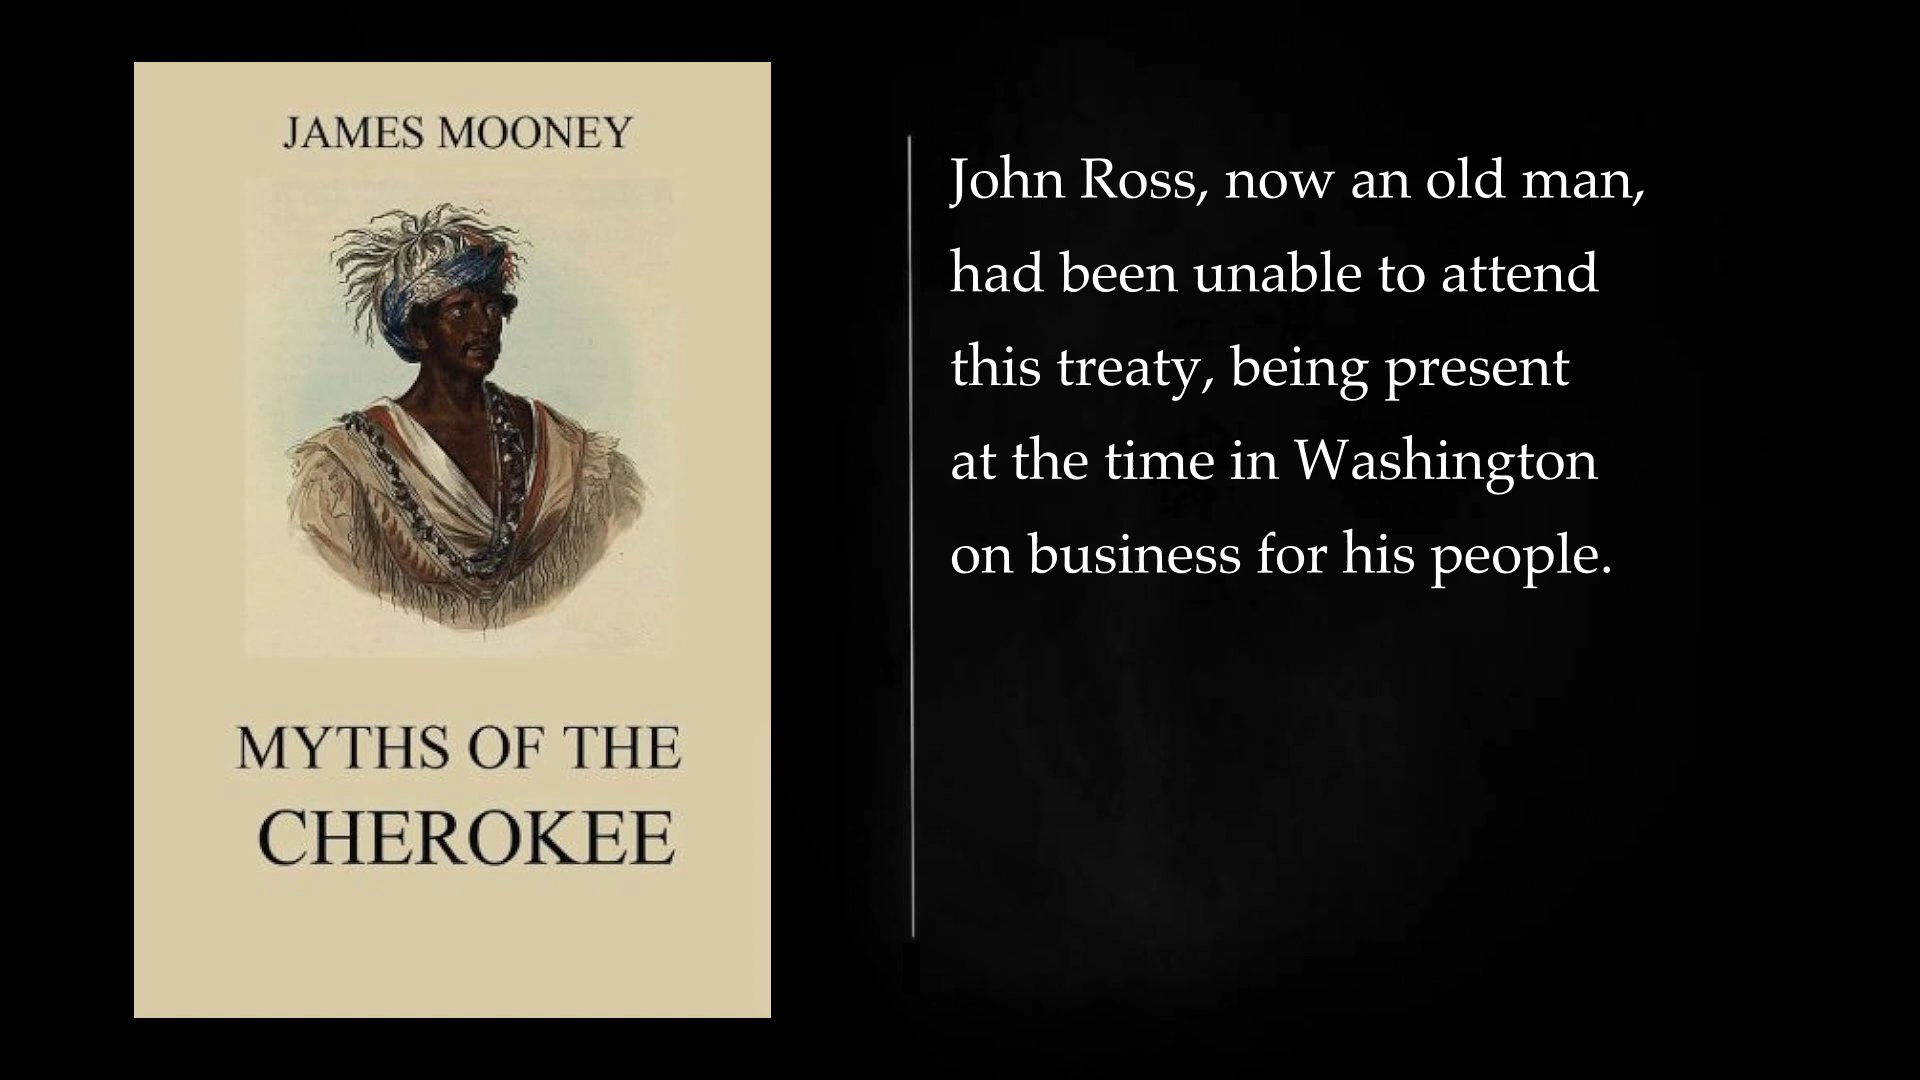 JAMES MOONEY
MYTHS OF THE
CHEROKEE
John Ross, now an old man,
had been unable to attend
this treaty, being present
at the time in Washington
on business for his people.